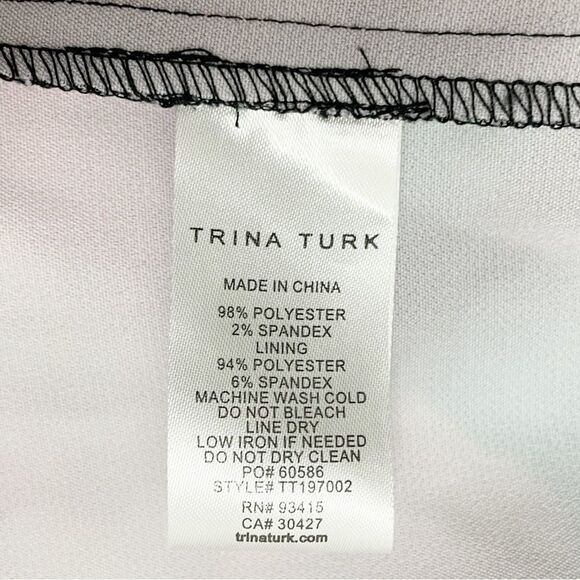 TRINA TURK
MADE IN CHINA
98% POLYESTER
2% SPANDEX
LINING
94% POLYESTER
6% SPANDEX
MACHINE WASH COLD
DO NOT BLEACH
LINE DRY
LOW IRON IF NEEDED
DO NOT DRY CLEAN
PO# 60586
STYLE# TT197002
RN# 93415
CA# 30427
trinaturk.com